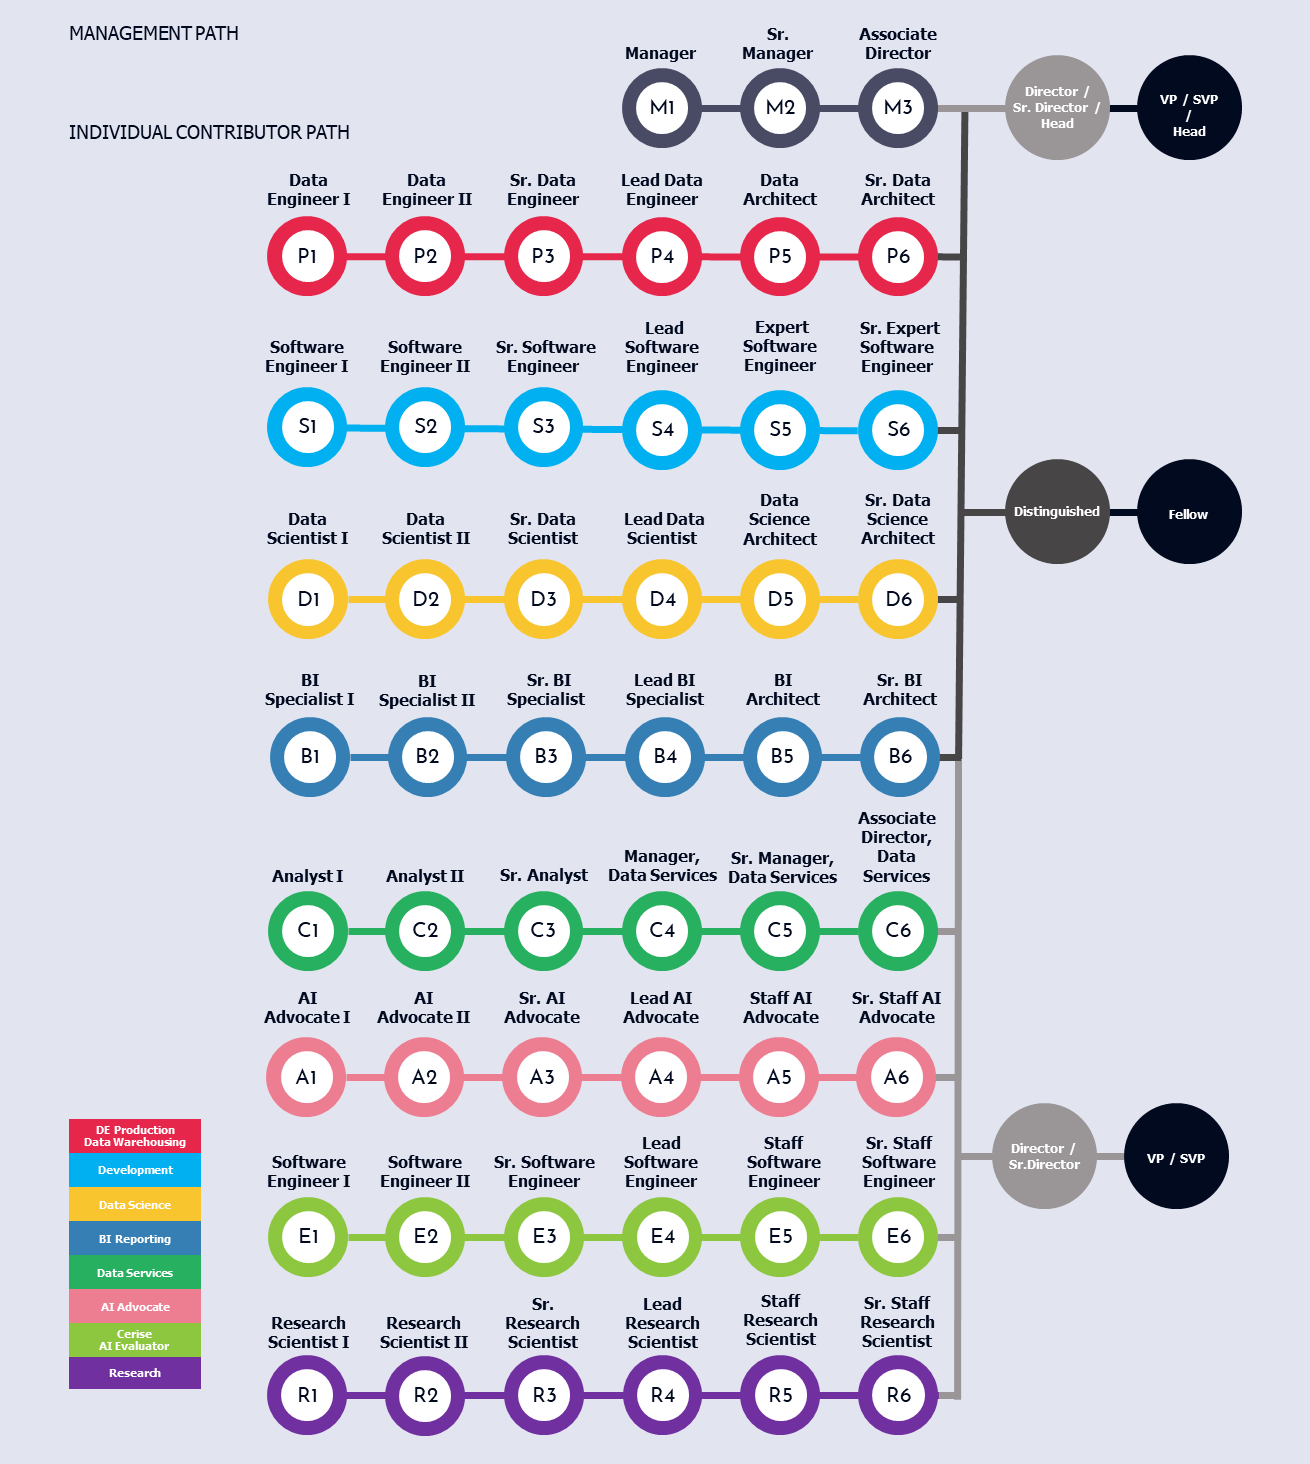 MANAGEMENT PATH
Manager
Sr.
Manager
Associate
Director
M1
M2
M3
Director /
Sr. Director /
Head
VP / SVP
/
Head
INDIVIDUAL CONTRIBUTOR PATH
Data
Engineer I
Data
Engineer II
Sr. Data
Engineer
Lead Data
Engineer
Data
Architect
Sr. Data
Architect
P1
P2
P3
P4
P5
P6
Software
Engineer I
Software
Engineer II
Sr. Software
Engineer
Lead
Software
Engineer
Expert
Software
Engineer
Sr. Expert
Software
Engineer
S1
S2
S3
S4
S5
S6
Distinguished
Fellow
Data
Scientist I
Data
Scientist II
Sr. Data
Scientist
Lead Data
Scientist
Data
Science
Architect
Sr. Data
Science
Architect
D1
D2
D3
D4
D5
D6
BI
Specialist I
BI
Specialist II
Sr. BI
Specialist
Lead BI
Specialist
BI
Architect
Sr. BI
Architect
B1
B2
B3
B4
B5
B6
Analyst I
Analyst II
Sr. Analyst
Manager,
Data Services
Sr. Manager,
Data Services
Associate
Director,
Data
Services
C1
C2
C3
C4
C5
C6
AI
Advocate I
AI
Advocate II
Sr. AI
Advocate
Lead AI
Advocate
Staff AI
Advocate
Sr. Staff AI
Advocate
A1
A2
A3
A4
A5
A6
Software
Engineer I
Software
Engineer II
Sr. Software
Engineer
Lead
Software
Engineer
Staff
Software
Engineer
Sr. Staff
Software
Engineer
Director /
Sr.Director
VP / SVP
E1
E2
E3
E4
E5
E6
Research
Scientist I
Research
Scientist II
Sr.
Research
Scientist
Lead
Research
Scientist
Staff
Research
Scientist
Sr. Staff
Research
Scientist
R1
R2
R3
R4
R5
R6
DE Production
Data Warehousing
Development
Data Science
BI Reporting
Data Services
AI Advocate
Cerise
AI Evaluator
Research